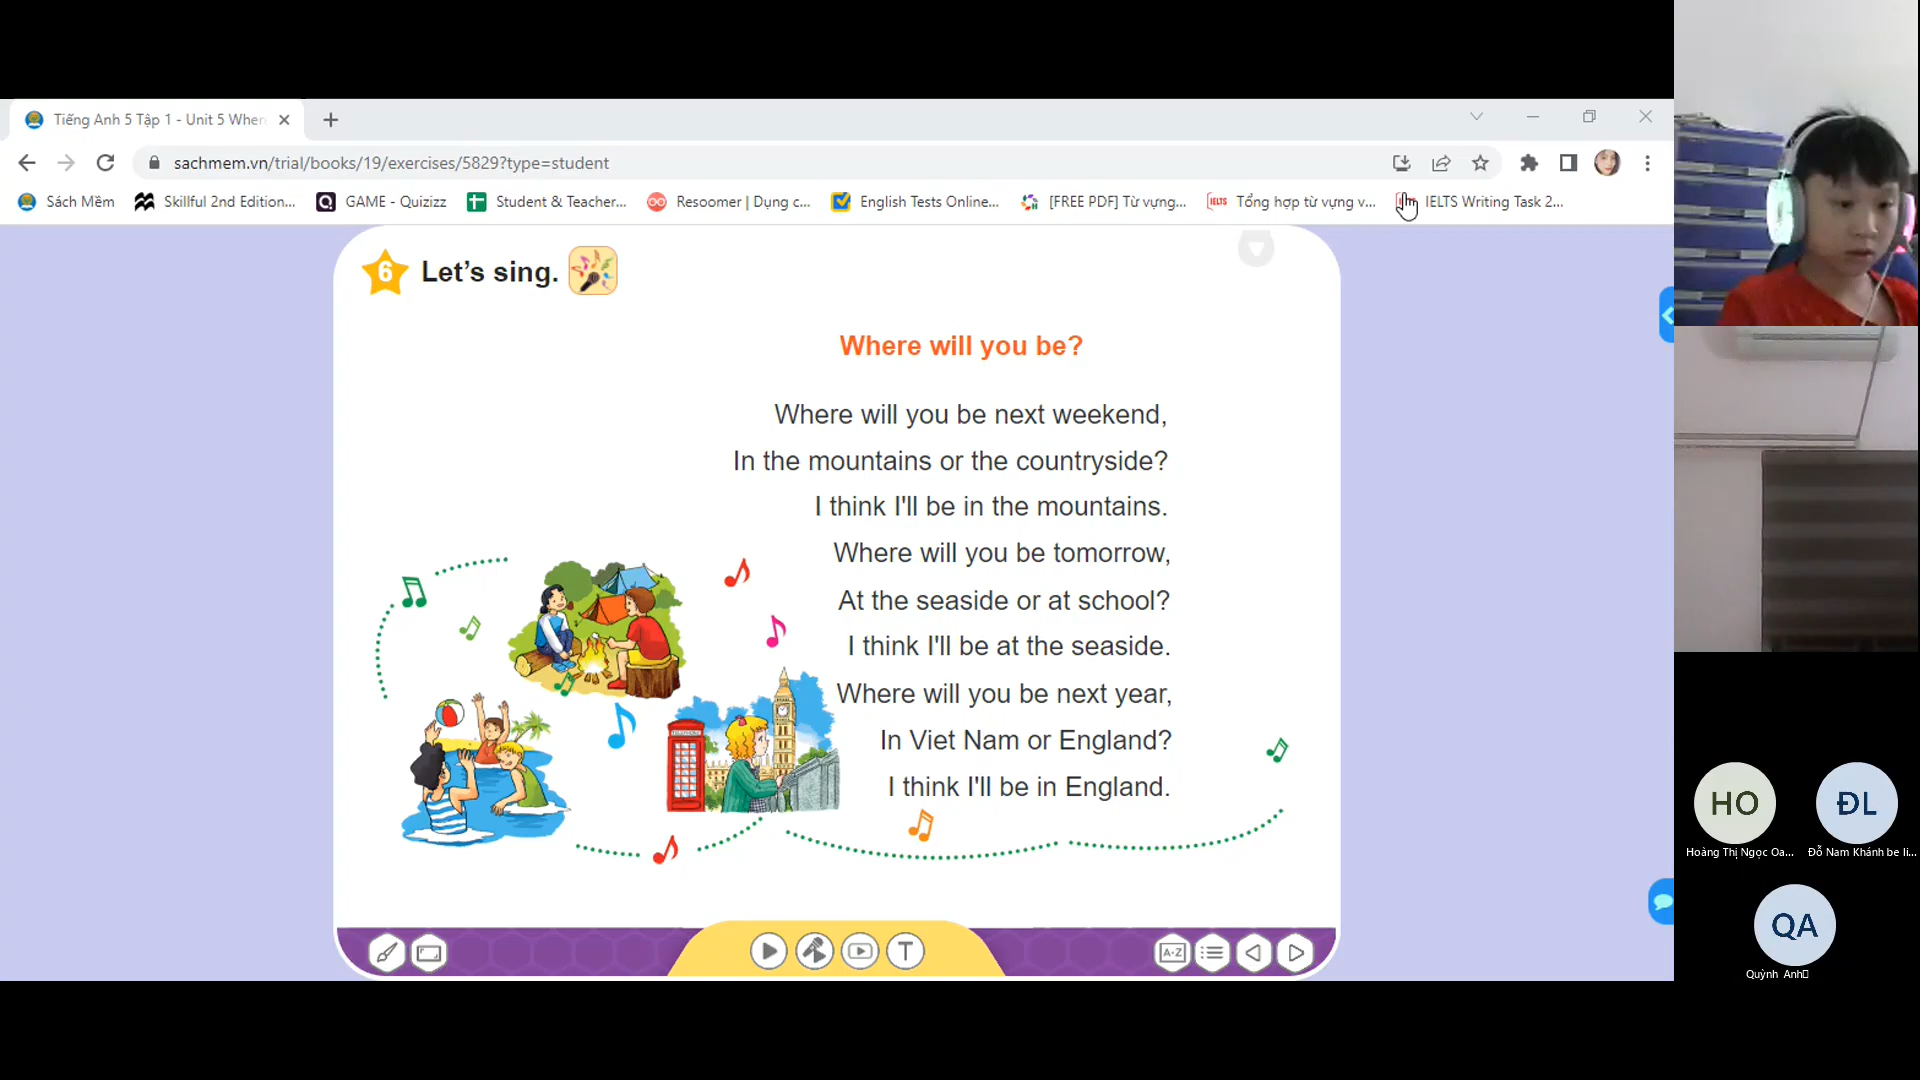 Tiếng Anh 5 Tập 1 - Unit 5 Wher
sachmem.vn/trial/books/19/exercises/5829?type=student
Sách Mềm
Skillful 2nd Edition...
GAME - Quizizz
Student & Teacher...
Resoomer | Dụng c...
English Tests Online...
[FREE PDF] Từ vựng...
IELTS Tổng hợp từ vựng v...
IELTS Writing Task 2...
6 Let's sing.
Where will you be?
Where will you be next weekend,
In the mountains or the countryside?
I think I'll be in the mountains.
Where will you be tomorrow,
At the seaside or at school?
I think I'll be at the seaside.
Where will you be next year,
In Viet Nam or England?
I think I'll be in England.
TELEPHONE
T
A-Z
HO
Hoàng Thị Ngọc Oa...
ĐL
Đỗ Nam Khánh be li...
QA
Quỳnh Anh